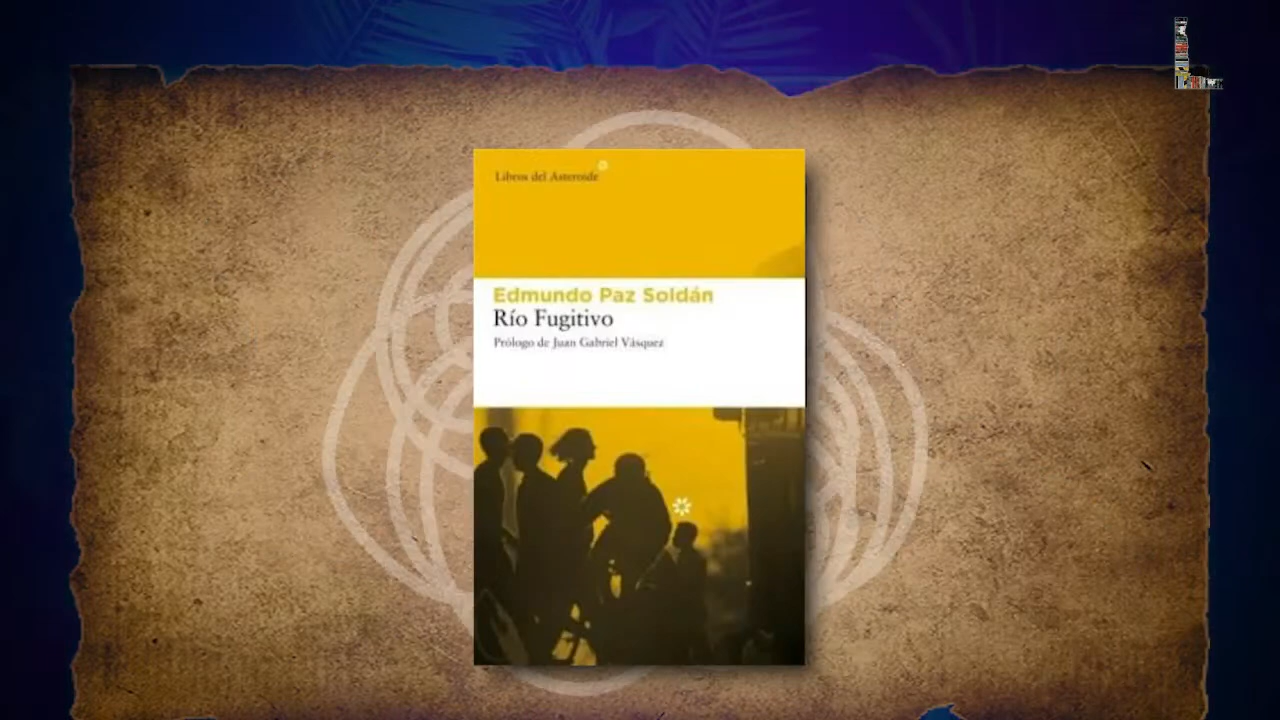 Libros del Asteroide
Edmundo Paz Soldán
Río Fugitivo
Prólogo de Juan Gabriel Vásquez